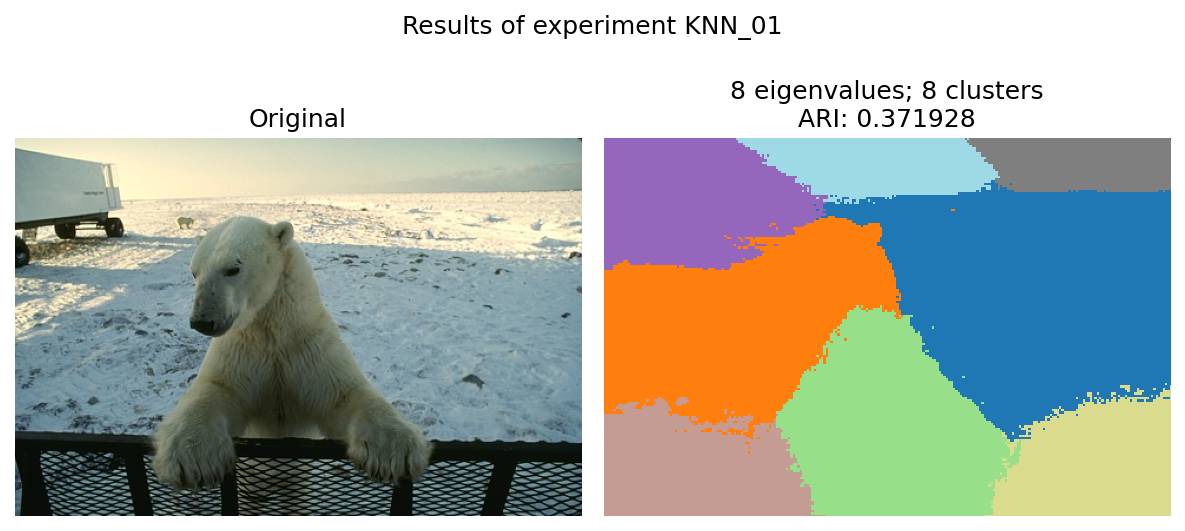 Results of experiment KNN_01
Original
8 eigenvalues; 8 clusters
ARI: 0.371928